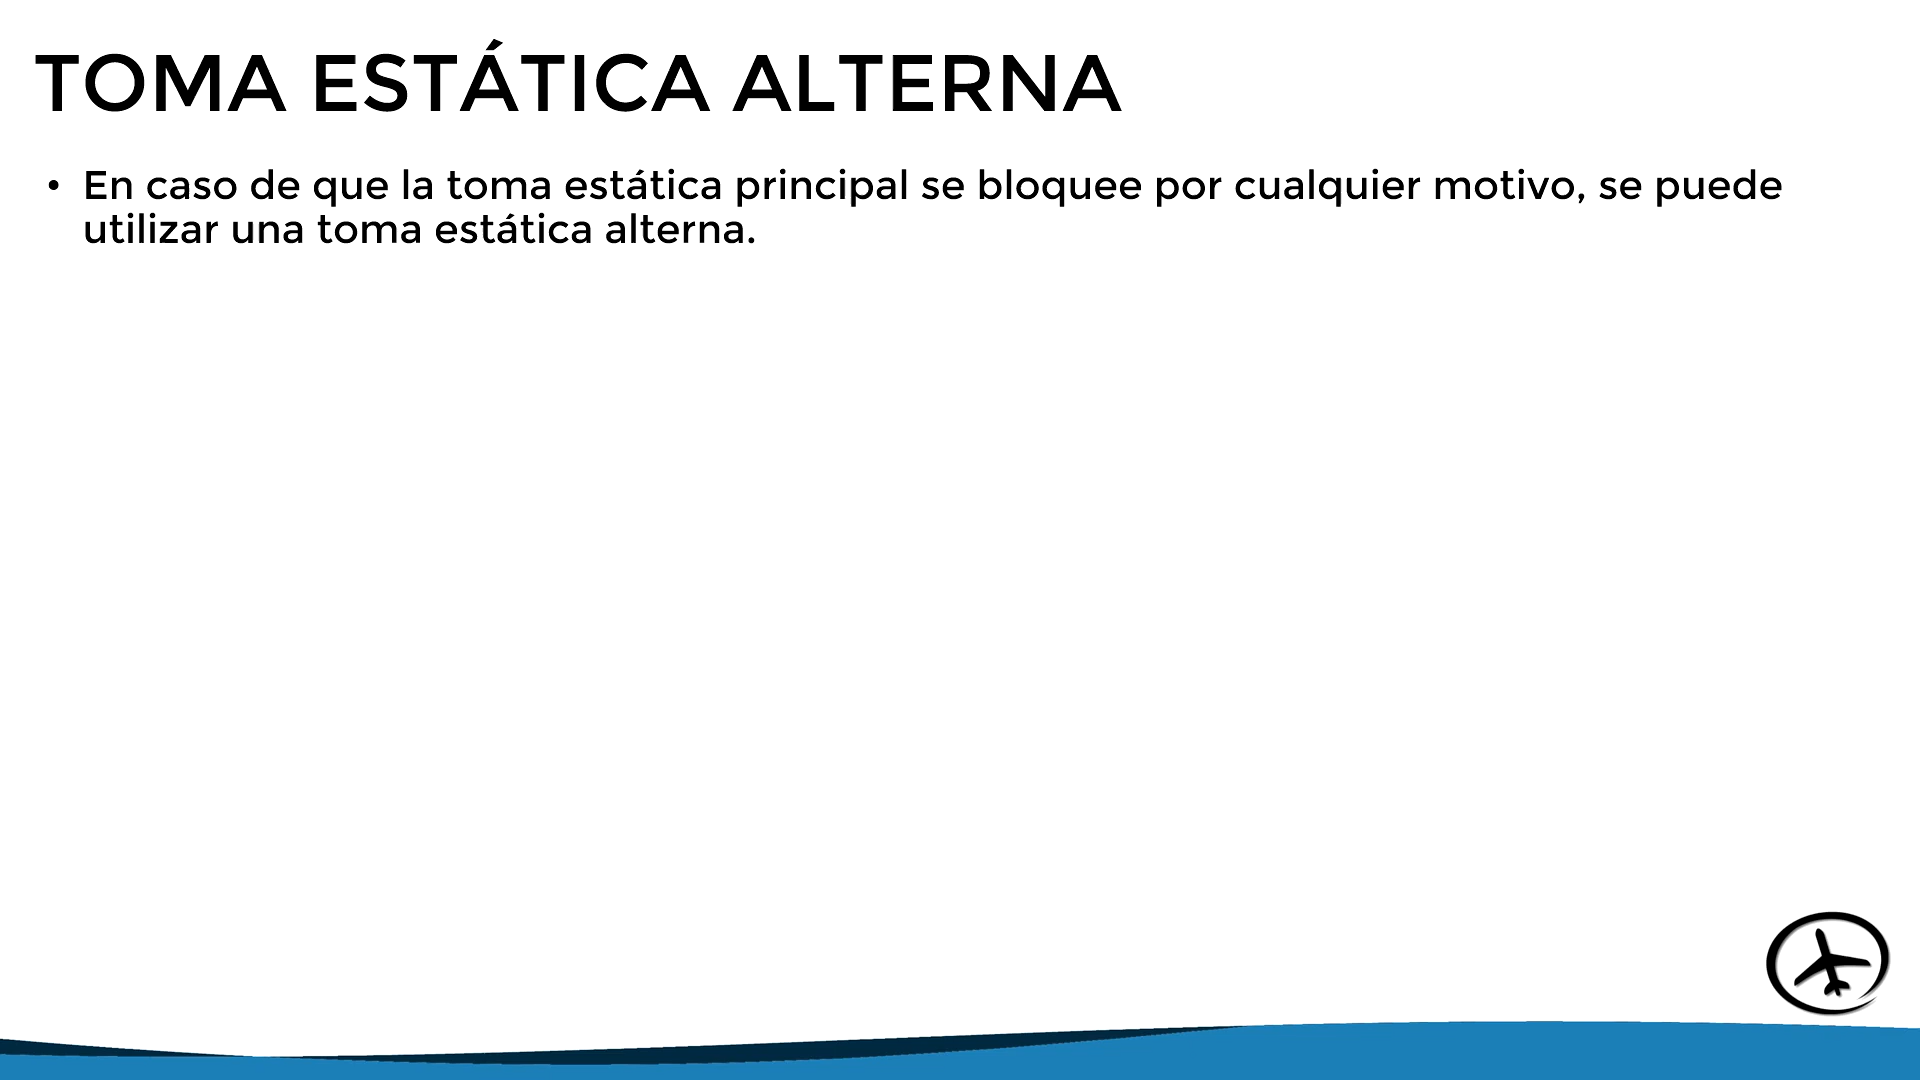 TOMA ESTÁTICA ALTERNA
• En caso de que la toma estática principal se bloquee por cualquier motivo, se puede
utilizar una toma estática alterna.